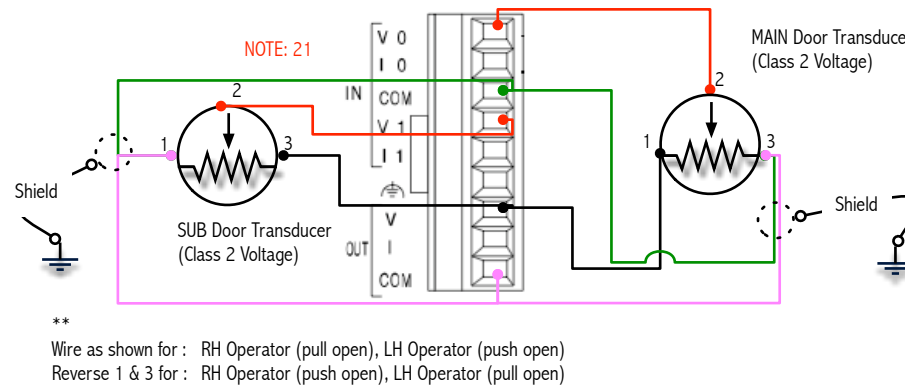 NOTE: 21
V 0
I 0
IN
COM
V 1
I 1
V
OUT
I
COM
MAIN Door Transduce
(Class 2 Voltage)
2
1
3
2
1
3
Shield
Shield
SUB Door Transducer
(Class 2 Voltage)
**
Wire as shown for : RH Operator (pull open), LH Operator (push open)
Reverse 1 & 3 for : RH Operator (push open), LH Operator (pull open)